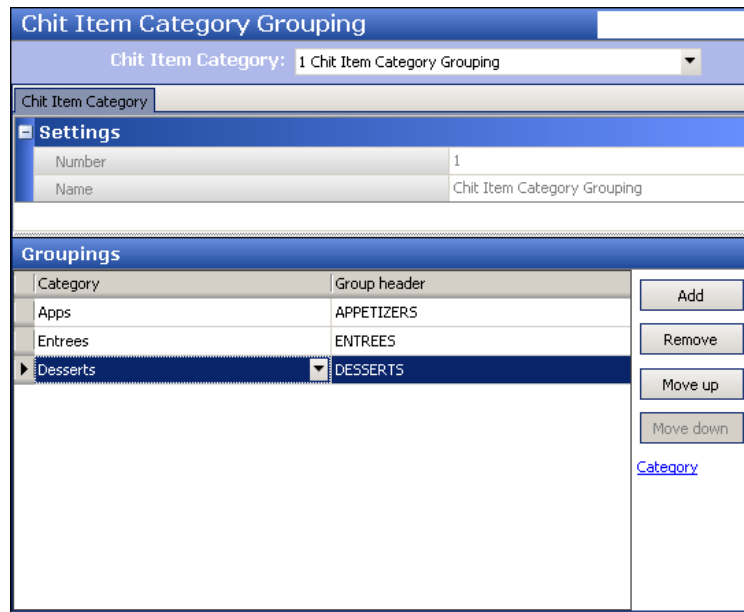 Chit Item Category Grouping
Chit Item Category: 1 Chit Item Category Grouping
Chit Item Category
Settings
Number 1
Name Chit Item Category Grouping
Groupings
Category Group header
Apps APPETIZERS
Entrees ENTREES
Desserts DESSERTS
Add
Remove
Move up
Move down
Category